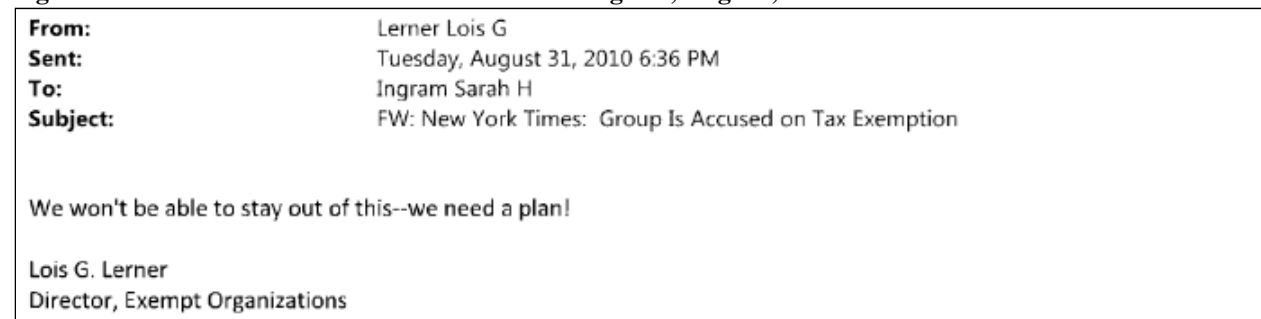 From: Lerner Lois G
Sent: Tuesday, August 31, 2010 6:36 PM
To: Ingram Sarah H
Subject: FW: New York Times: Group Is Accused on Tax Exemption
We won't be able to stay out of this--we need a plan!
Lois G. Lerner
Director, Exempt Organizations